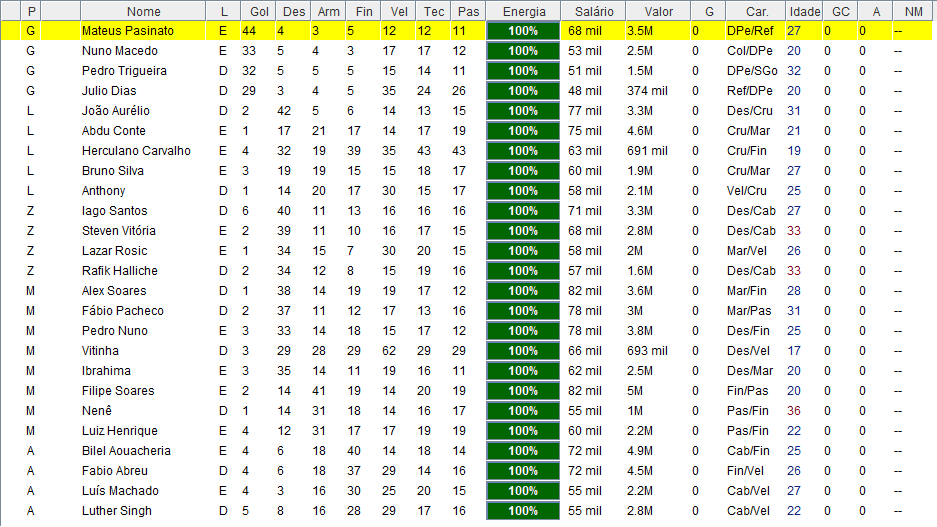 P Nome L Gol Des Arm Fin Vel Tec Pas Energia Salário Valor G Car. Idade GC A NM
G Mateus Pasinato E 44 4 3 5 12 12 11 100% 68 mil 3.5M 0 DPe/Ref 27 0 0 --
G Nuno Macedo E 33 5 4 3 17 17 12 100% 53 mil 2.5M 0 Col/DPe 20 0 0 --
G Pedro Trigueira D 32 5 5 5 15 14 11 100% 51 mil 1.5M 0 DPe/SGo 32 0 0 --
G Julio Dias D 29 3 4 5 35 24 26 100% 48 mil 374 mil 0 Ref/DPe 20 0 0 --
L João Aurélio D 2 42 5 6 14 13 15 100% 77 mil 3.3M 0 Des/Cru 31 0 0 --
L Abdu Conte E 1 17 21 17 14 17 19 100% 75 mil 4.6M 0 Cru/Mar 21 0 0 --
L Herculano Carvalho E 4 32 19 39 35 43 43 100% 63 mil 691 mil 0 Cru/Fin 19 0 0 --
L Bruno Silva E 3 19 19 15 15 18 17 100% 60 mil 1.9M 0 Cru/Mar 27 0 0 --
L Anthony D 1 14 20 17 30 15 17 100% 58 mil 2.1M 0 Vel/Cru 25 0 0 --
Z Iago Santos D 6 40 11 13 16 16 16 100% 71 mil 3.3M 0 Des/Cab 27 0 0 --
Z Steven Vitória E 2 39 11 10 16 17 15 100% 68 mil 2.8M 0 Des/Cab 33 0 0 --
Z Lazar Rosic E 1 34 15 7 30 20 15 100% 58 mil 2M 0 Mar/Vel 26 0 0 --
Z Rafik Halliche D 2 34 12 8 15 19 16 100% 57 mil 1.6M 0 Des/Cab 33 0 0 --
M Alex Soares D 1 38 14 19 19 17 12 100% 82 mil 3.6M 0 Mar/Fin 28 0 0 --
M Fábio Pacheco D 2 37 11 12 17 13 16 100% 78 mil 3M 0 Mar/Pas 31 0 0 --
M Pedro Nuno E 3 33 14 18 15 17 12 100% 78 mil 3.8M 0 Des/Fin 25 0 0 --
M Vitinha D 3 29 28 29 62 29 29 100% 66 mil 693 mil 0 Des/Vel 17 0 0 --
M Ibrahima E 3 35 14 11 19 16 11 100% 62 mil 2.5M 0 Des/Mar 20 0 0 --
M Filipe Soares E 2 14 41 19 14 20 19 100% 82 mil 5M 0 Fin/Pas 20 0 0 --
M Nenê D 1 14 31 18 14 16 17 100% 55 mil 1M 0 Pas/Fin 36 0 0 --
M Luiz Henrique E 4 12 31 17 17 19 19 100% 60 mil 2.2M 0 Pas/Fin 22 0 0 --
A Bilel Aouacheria E 4 6 18 40 14 18 14 100% 72 mil 4.9M 0 Cab/Fin 25 0 0 --
A Fabio Abreu D 4 6 18 37 29 14 16 100% 72 mil 4.5M 0 Fin/Vel 26 0 0 --
A Luís Machado E 4 3 16 30 25 20 15 100% 55 mil 2.2M 0 Cab/Vel 27 0 0 --
A Luther Singh D 5 8 16 28 29 17 16 100% 55 mil 2.8M 0 Cab/Vel 22 0 0 --